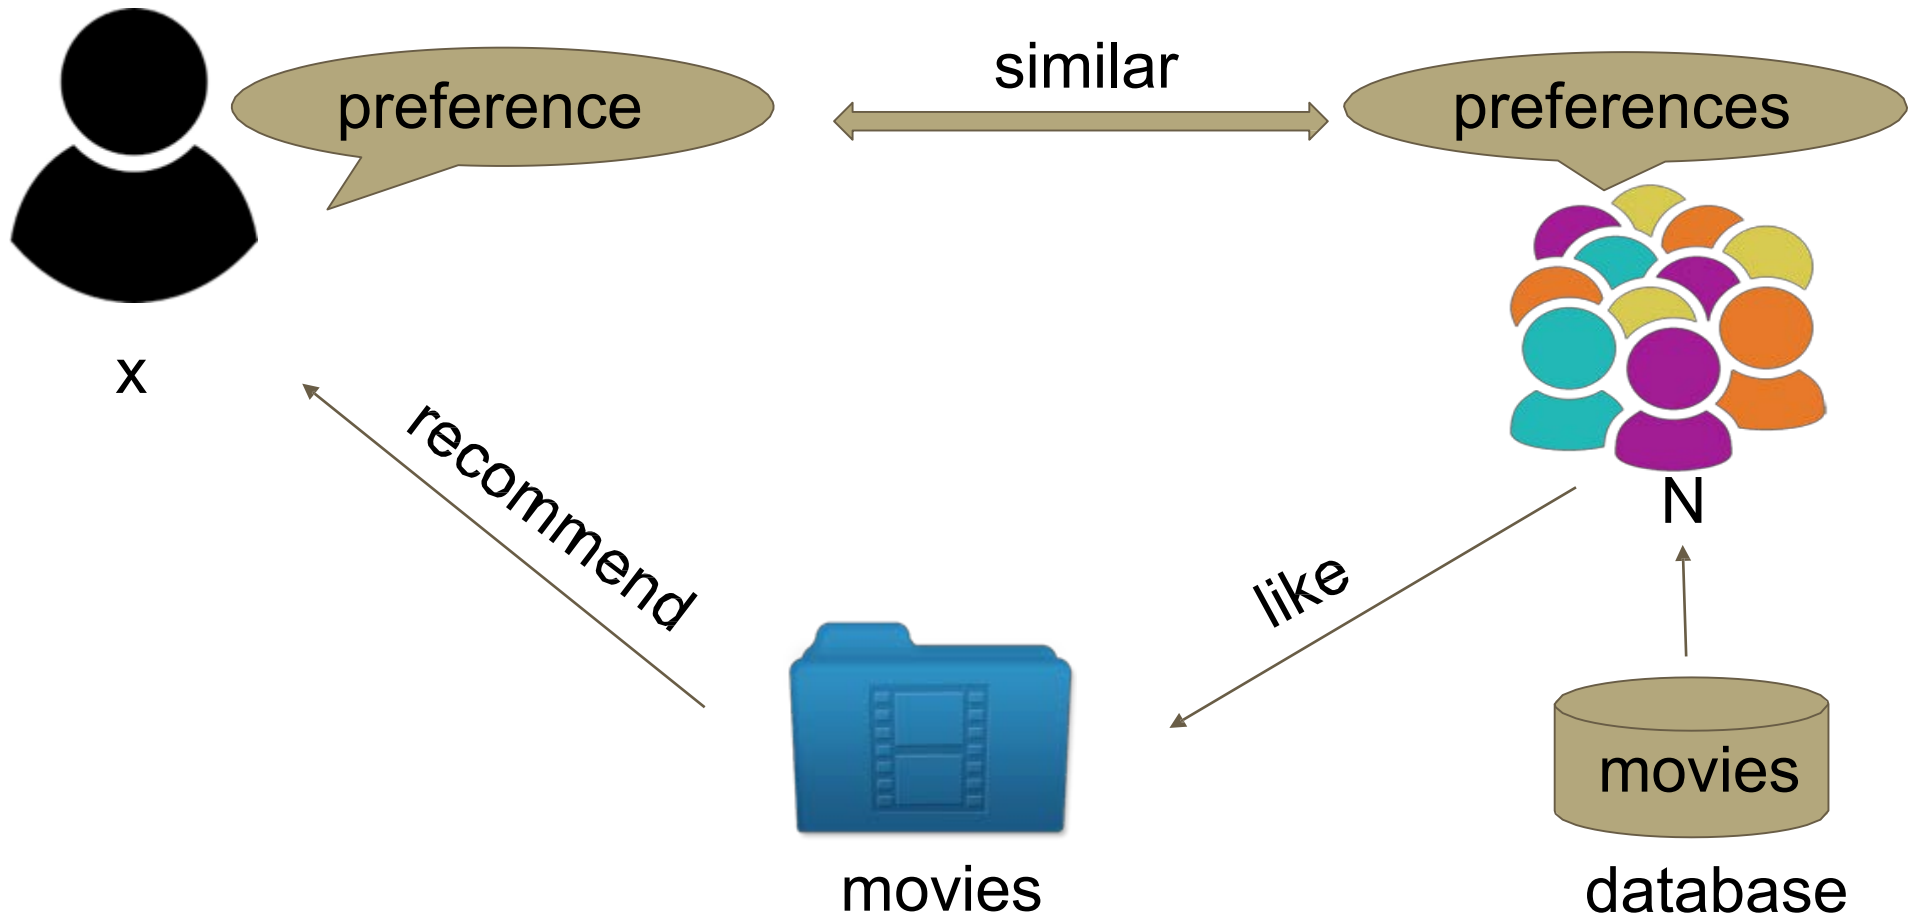 similar
preference
preferences
x
recommend
N
like
movies
movies
database